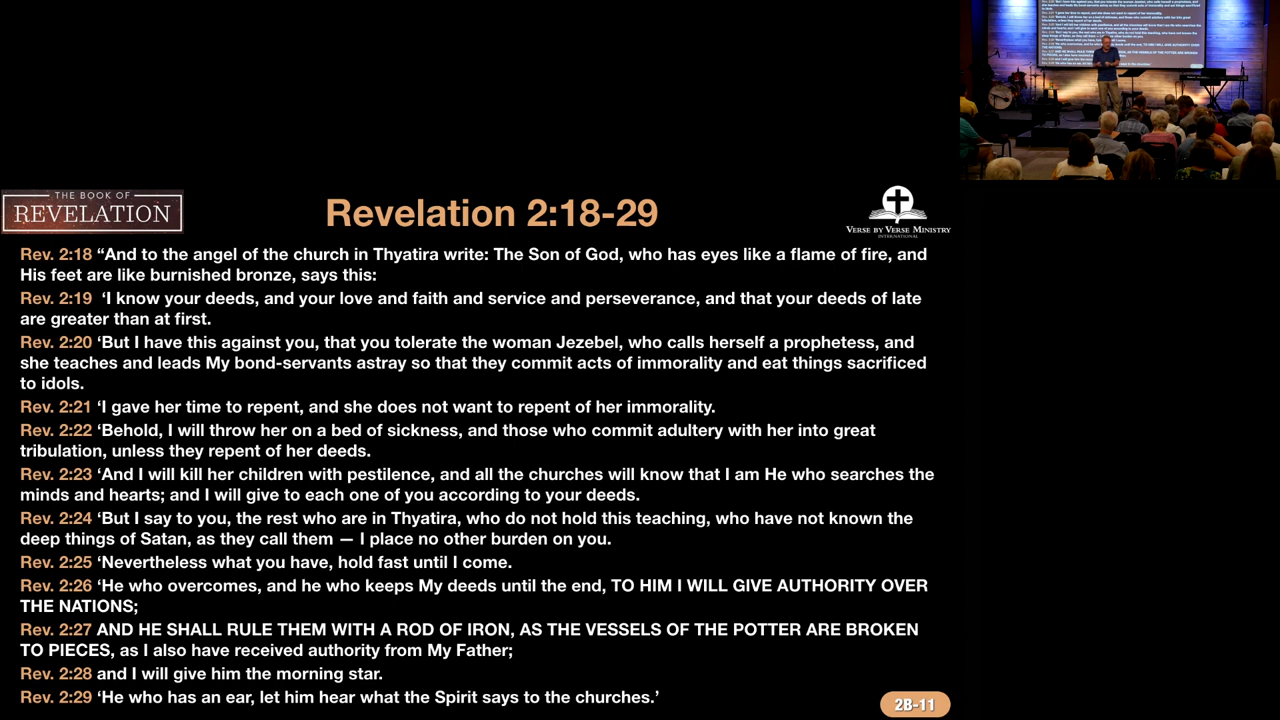 THE BOOK OF
REVELATION
Revelation 2:18-29
VERSE BY VERSE MINISTRY
INTERNATIONAL
Rev. 2:18 “And to the angel of the church in Thyatira write: The Son of God, who has eyes like a flame of fire, and
His feet are like burnished bronze, says this:
Rev. 2:19 ‘I know your deeds, and your love and faith and service and perseverance, and that your deeds of late
are greater than at first.
Rev. 2:20 ‘But I have this against you, that you tolerate the woman Jezebel, who calls herself a prophetess, and
she teaches and leads My bond-servants astray so that they commit acts of immorality and eat things sacrificed
to idols.
Rev. 2:21 ‘I gave her time to repent, and she does not want to repent of her immorality.
Rev. 2:22 ‘Behold, I will throw her on a bed of sickness, and those who commit adultery with her into great
tribulation, unless they repent of her deeds.
Rev. 2:23 ‘And I will kill her children with pestilence, and all the churches will know that I am He who searches the
minds and hearts; and I will give to each one of you according to your deeds.
Rev. 2:24 ‘But I say to you, the rest who are in Thyatira, who do not hold this teaching, who have not known the
deep things of Satan, as they call them — I place no other burden on you.
Rev. 2:25 ‘Nevertheless what you have, hold fast until I come.
Rev. 2:26 ‘He who overcomes, and he who keeps My deeds until the end, TO HIM I WILL GIVE AUTHORITY OVER
THE NATIONS;
Rev. 2:27 AND HE SHALL RULE THEM WITH A ROD OF IRON, AS THE VESSELS OF THE POTTER ARE BROKEN
TO PIECES, as I also have received authority from My Father;
Rev. 2:28 and I will give him the morning star.
Rev. 2:29 ‘He who has an ear, let him hear what the Spirit says to the churches.’
2B-11